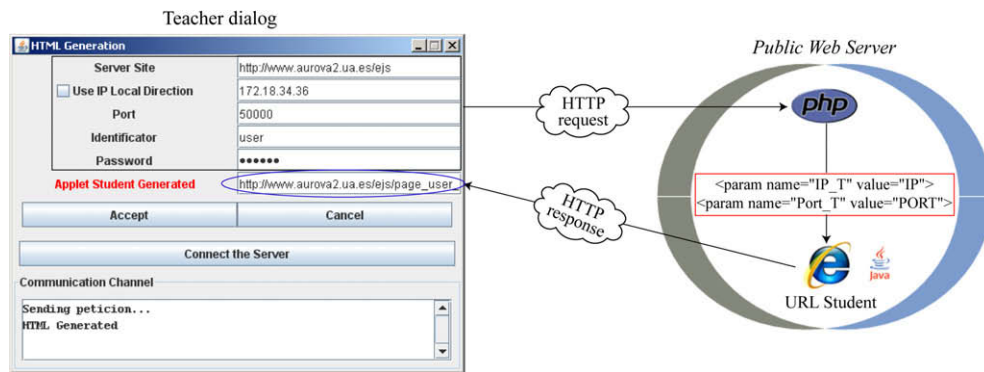 Teacher dialog
HTML Generation
Server Site
http://www.aurova2.ua.es/ejs
Use IP Local Direction
172.18.34.36
Port
50000
Identificator
user
Password
●●●●●●
Applet Student Generated
http://www.aurova2.ua.es/ejs/page_user_
Accept
Cancel
Connect the Server
Communication Channel
Sending peticion...
HTML Generated
HTTP
request
HTTP
response
Public Web Server
php
<param name="IP_T" value="IP">
<param name="Port_T" value="PORT">
Java
URL Student